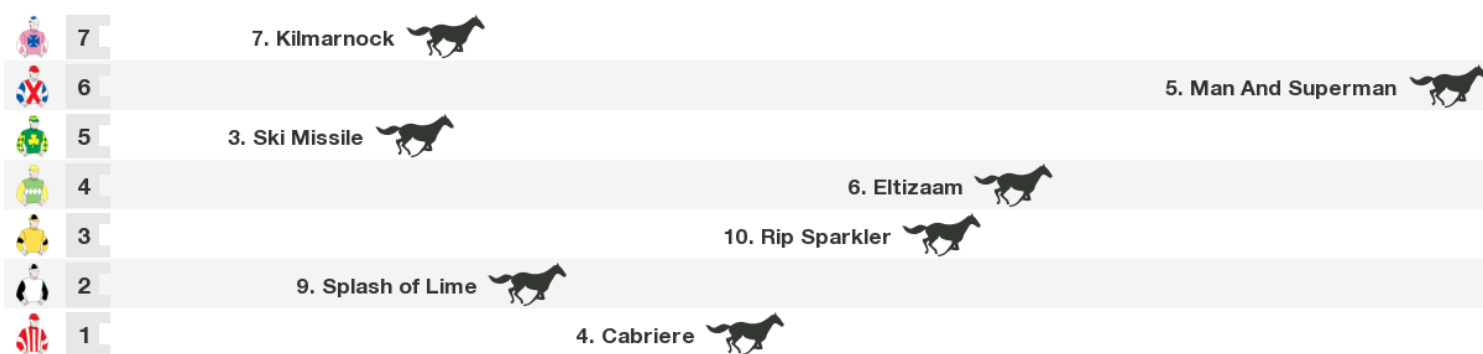 7 7. Kilmarnock
6 5. Man And Superman
5 3. Ski Missile
4 6. Eltizaam
3 10. Rip Sparkler
2 9. Splash of Lime
1 4. Cabriere